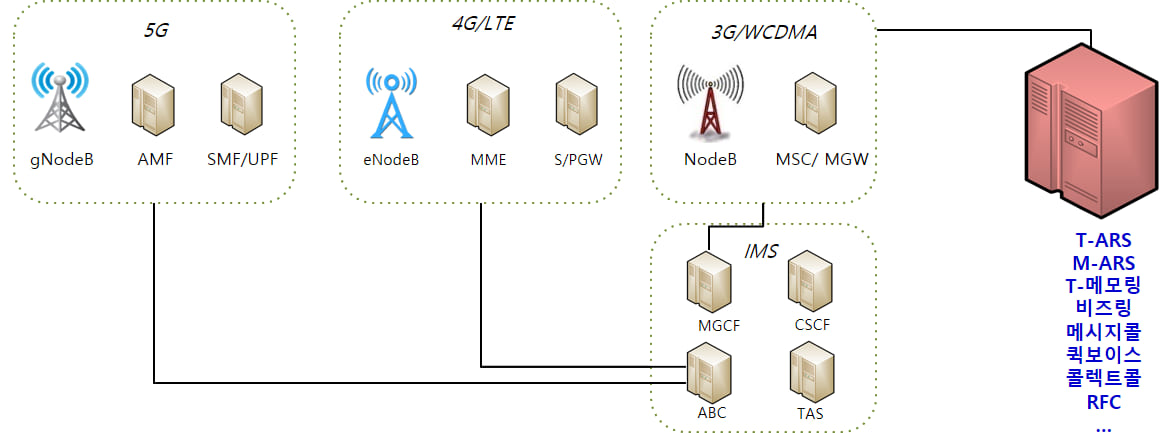 5G
gNodeB
AMF
SMF/UPF
4G/LTE
eNodeB
MME
S/PGW
3G/WCDMA
NodeB
MSC/ MGW
IMS
MGCF
CSCF
ABC
TAS
T-ARS
M-ARS
T-메모링
비즈링
메시지콜
퀵보이스
콜렉트콜
RFC
...